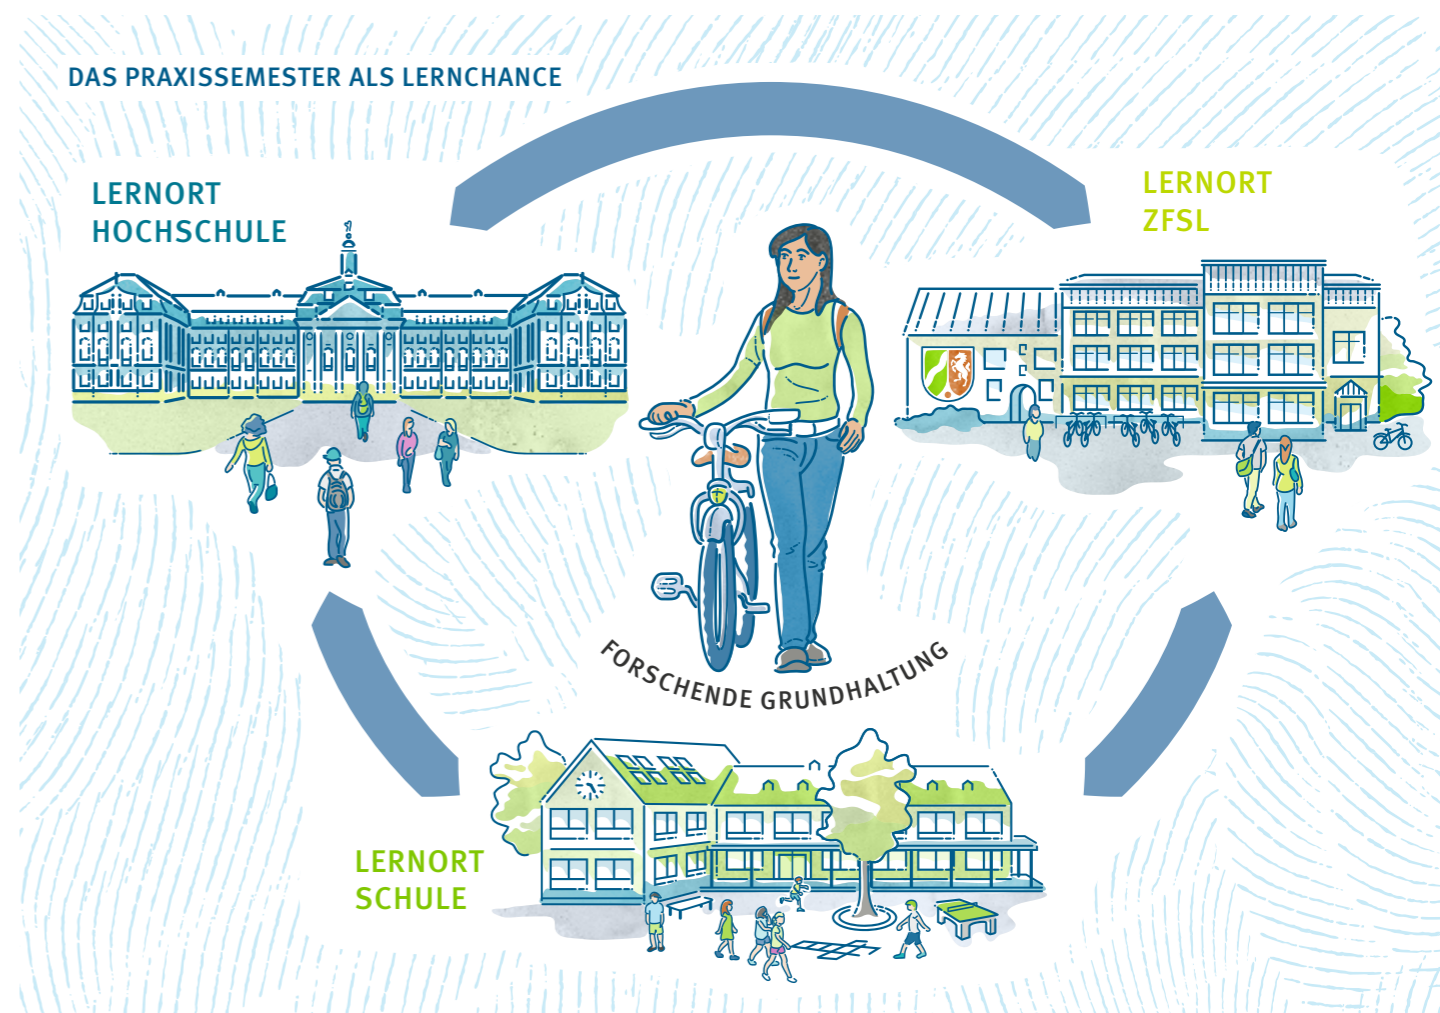 DAS PRAXISSEMESTER ALS LERNCHANCE
LERNORT
HOCHSCHULE
LERNORT
ZFSL
FORSCHENDE GRUNDHALTUNG
LERNORT
SCHULE